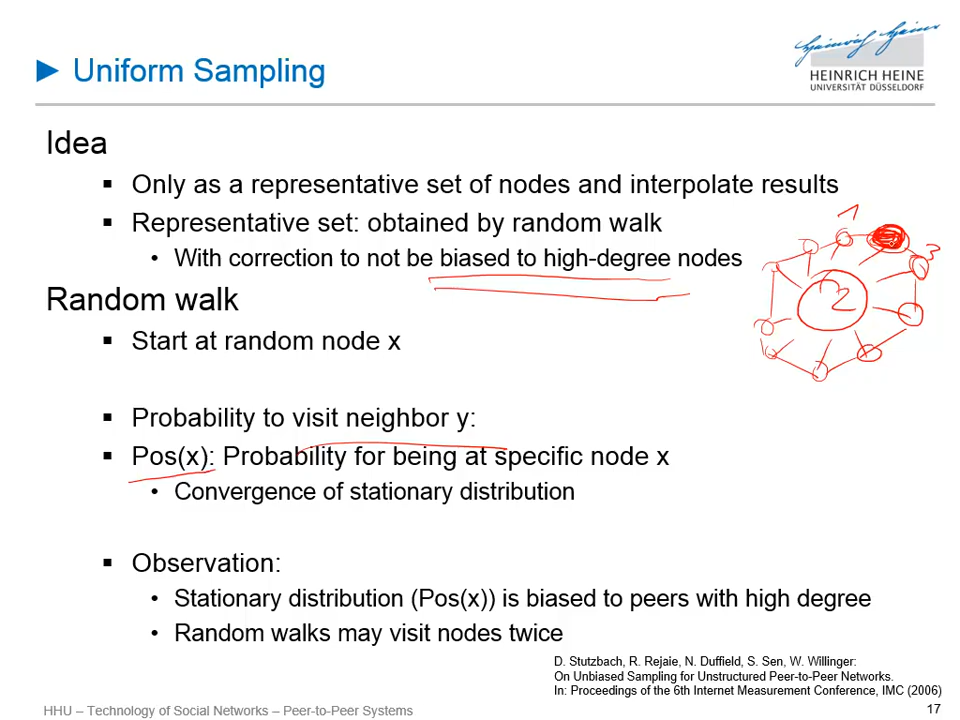 Uniform Sampling
Heinrich Heine
HEINRICH HEINE
UNIVERSITÄT DÜSSELDORF
Idea
Only as a representative set of nodes and interpolate results
Representative set: obtained by random walk
With correction to not be biased to high-degree nodes
1
3
2
Random walk
Start at random node x
Probability to visit neighbor y:
Pos(x): Probability for being at specific node x
Convergence of stationary distribution
Observation:
Stationary distribution (Pos(x)) is biased to peers with high degree
Random walks may visit nodes twice
D. Stutzbach, R. Rejaie, N. Duffield, S. Sen, W. Willinger:
On Unbiased Sampling for Unstructured Peer-to-Peer Networks.
In: Proceedings of the 6th Internet Measurement Conference, IMC (2006)
HHU – Technology of Social Networks – Peer-to-Peer Systems
17